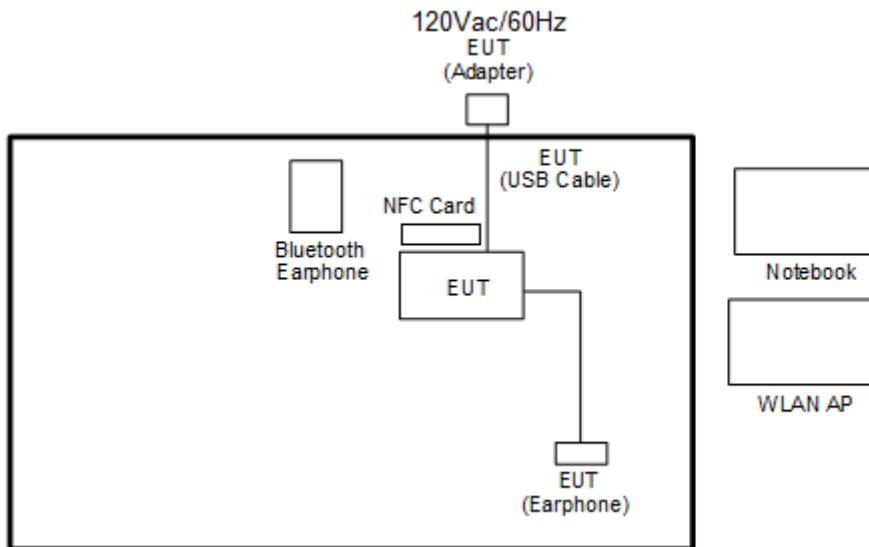 120Vac/60Hz
EUT
(Adapter)
EUT
(USB Cable)
NFC Card
Bluetooth
Earphone
EUT
Notebook
WLAN AP
EUT
(Earphone)